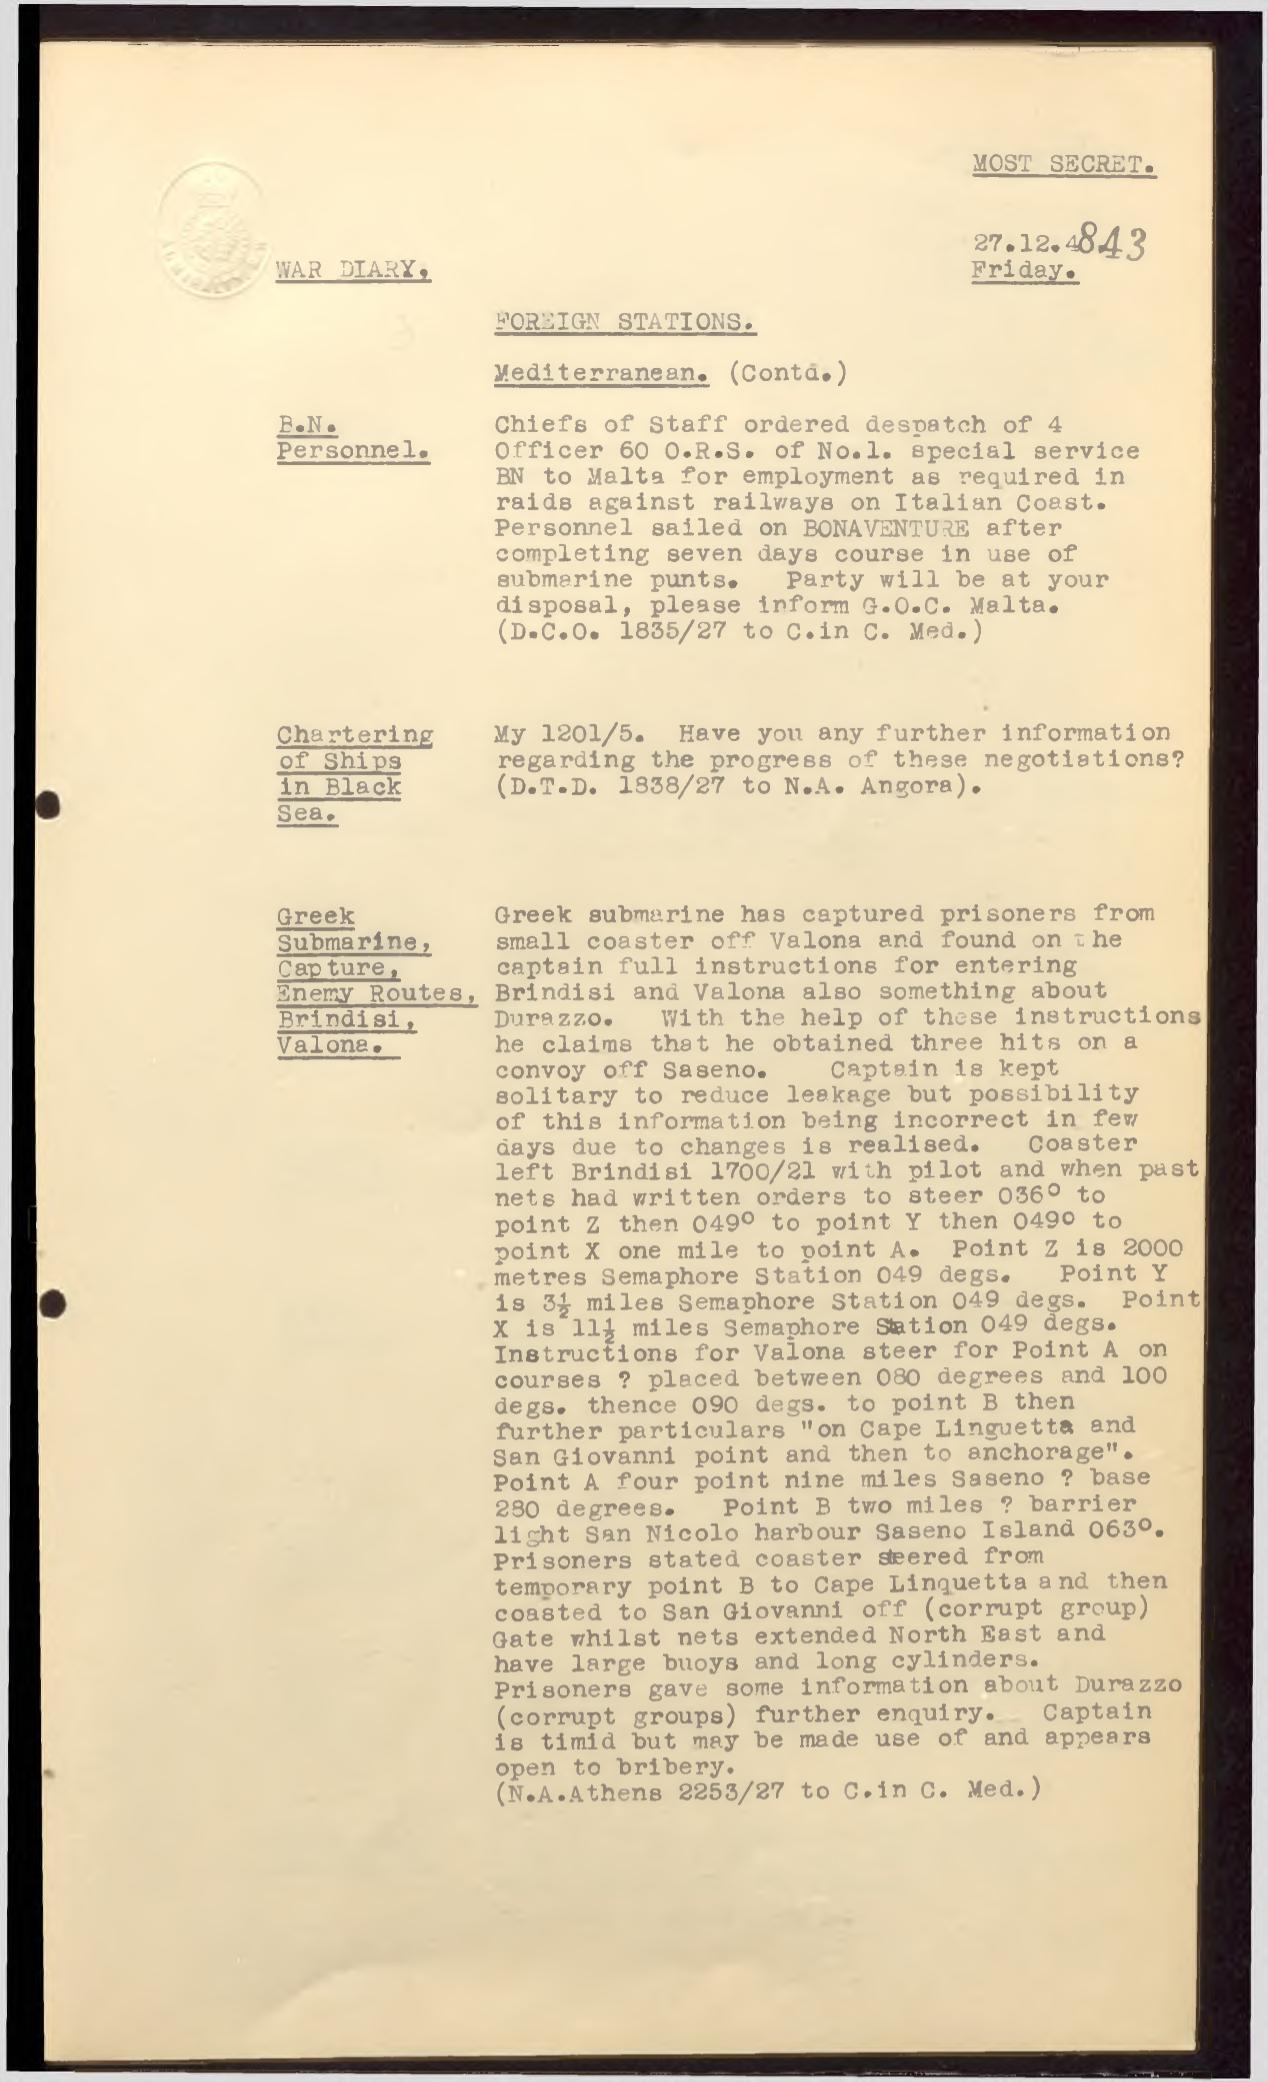 MOST SECRET.
27.12.4843
Friday.
WAR DIARY.
FOREIGN STATIONS.
Mediterranean. (Contd.)
B.N.
Personnel.
Chiefs of Staff ordered despatch of 4
Officer 60 O.R.S. of No.1. special service
BN to Malta for employment as required in
raids against railways on Italian Coast.
Personnel sailed on BONAVENTURE after
completing seven days course in use of
submarine punts. Party will be at your
disposal, please inform G.O.C. Malta.
(D.C.O. 1835/27 to C.in C. Med.)
Chartering
of Ships
in Black
Sea.
My 1201/5. Have you any further information
regarding the progress of these negotiations?
(D.T.D. 1838/27 to N.A. Angora).
Greek
Submarine,
Capture,
Enemy Routes,
Brindisi,
Valona.
Greek submarine has captured prisoners from
small coaster off Valona and found on the
captain full instructions for entering
Brindisi and Valona also something about
Durazzo. With the help of these instructions
he claims that he obtained three hits on a
convoy off Saseno. Captain is kept
solitary to reduce leakage but possibility
of this information being incorrect in few
days due to changes is realised. Coaster
left Brindisi 1700/21 with pilot and when past
nets had written orders to steer 036° to
point Z then 049° to point Y then 049° to
point X one mile to point A. Point Z is 2000
metres Semaphore Station 049 degs. Point Y
is 3½ miles Semaphore Station 049 degs. Point
X is 11½ miles Semaphore Station 049 degs.
Instructions for Valona steer for Point A on
courses ? placed between 080 degrees and 100
degs. thence 090 degs. to point B then
further particulars "on Cape Linguetta and
San Giovanni point and then to anchorage".
Point A four point nine miles Saseno ? base
280 degrees. Point B two miles ? barrier
light San Nicolo harbour Saseno Island 063°.
Prisoners stated coaster steered from
temporary point B to Cape Linquetta and then
coasted to San Giovanni off (corrupt group)
Gate whilst nets extended North East and
have large buoys and long cylinders.
Prisoners gave some information about Durazzo
(corrupt groups) further enquiry. Captain
is timid but may be made use of and appears
open to bribery.
(N.A.Athens 2253/27 to C.in C. Med.)